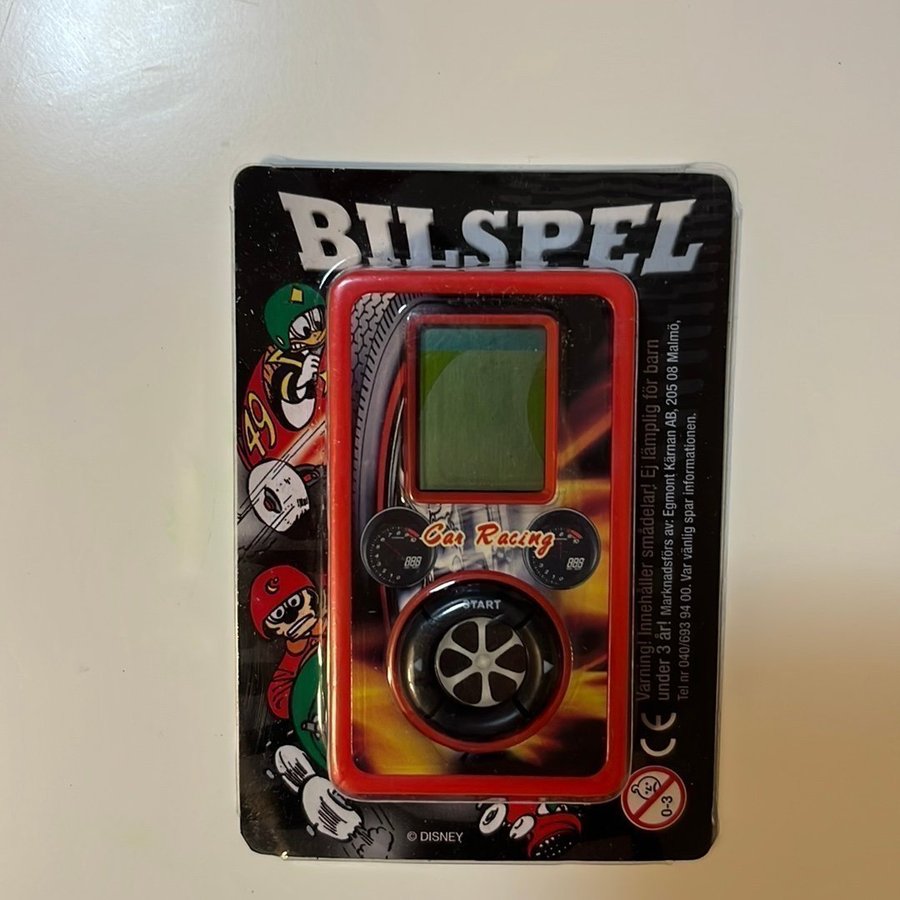 BILSPEL
49
Car Racing
START
Varning! Innehåller smådelar! Ej lämplig för barn
under 3 år! Marknadsförs av: Egmont Kärnan AB, 205 08 Malmö,
Tel nr 040/693 94 00. Var vänlig spar informationen.
CE
0-3
© DISNEY